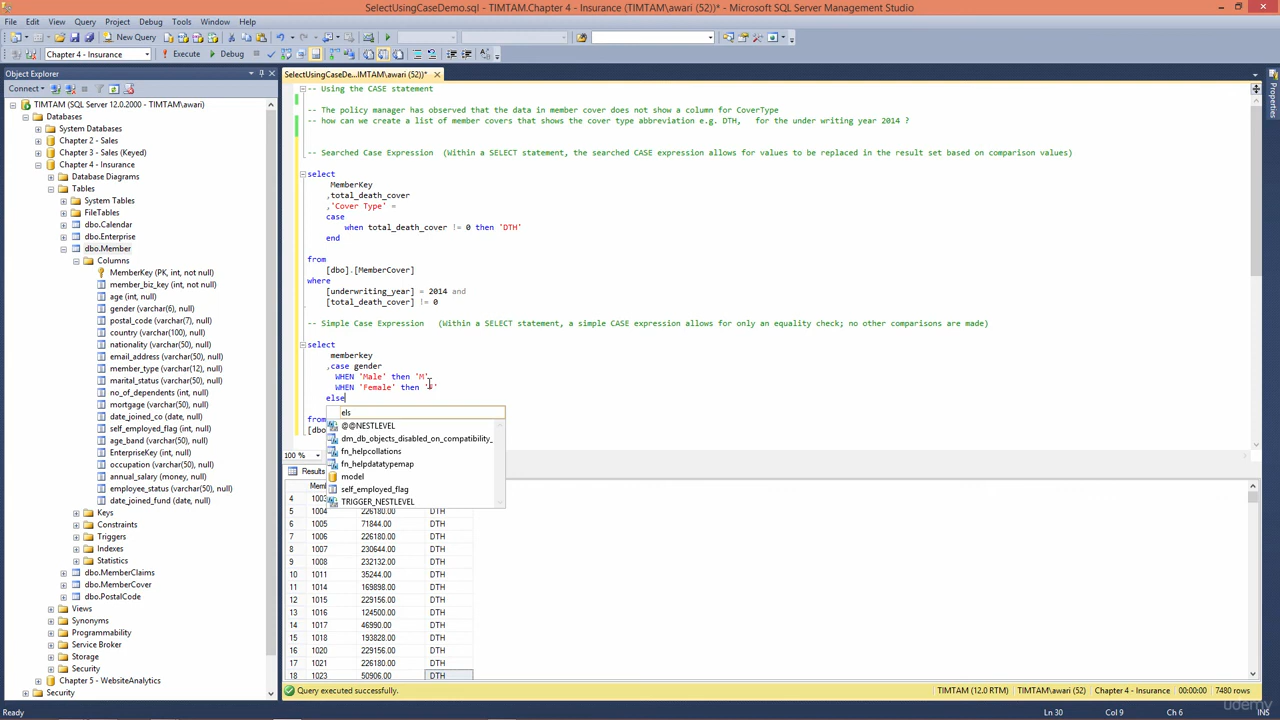 SelectUsingCaseDemo.sql - TIMTAM.Chapter 4 - Insurance (TIMTAM\awari (52))* - Microsoft SQL Server Management Studio
File Edit View Query Project Debug Tools Window Help
New Query
Chapter 4 - Insurance Execute Debug
Object Explorer
Connect
TIMTAM (SQL Server 12.0.2000 - TIMTAM\awari)
Databases
System Databases
Chapter 2 - Sales
Chapter 3 - Sales (Keyed)
Chapter 4 - Insurance
Database Diagrams
Tables
System Tables
FileTables
dbo.Calendar
dbo.Enterprise
dbo.Member
Columns
MemberKey (PK, int, not null)
member_biz_key (int, not null)
age (int, null)
gender (varchar(6), null)
postal_code (varchar(7), null)
country (varchar(100), null)
nationality (varchar(50), null)
email_address (varchar(50), null)
member_type (varchar(12), null)
marital_status (varchar(50), null)
no_of_dependents (int, null)
mortgage (varchar(50), null)
date_joined_co (date, null)
self_employed_flag (int, null)
age_band (varchar(50), null)
EnterpriseKey (int, null)
occupation (varchar(50), null)
annual_salary (money, null)
employee_status (varchar(50), null)
date_joined_fund (date, null)
Keys
Constraints
Triggers
Indexes
Statistics
dbo.MemberClaims
dbo.MemberCover
dbo.PostalCode
Views
Synonyms
Programmability
Service Broker
Storage
Security
Chapter 5 - WebsiteAnalytics
Security
SelectUsingCaseDe...IMTAM\awari (52))*
-- Using the CASE statement
-- The policy manager has observed that the data in member cover does not show a column for CoverType
-- how can we create a list of member covers that shows the cover type abbreviation e.g. DTH, for the under writing year 2014 ?
-- Searched Case Expression (Within a SELECT statement, the searched CASE expression allows for values to be replaced in the result set based on comparison values)
select
MemberKey
,total_death_cover
,'Cover Type' =
case
when total_death_cover != 0 then 'DTH'
end
from
[dbo].[MemberCover]
where
[underwriting_year] = 2014 and
[total_death_cover] != 0
-- Simple Case Expression (Within a SELECT statement, a simple CASE expression allows for only an equality check; no other comparisons are made)
select
memberkey
,case gender
WHEN 'Male' then 'M'
WHEN 'Female' then
else
els
@@NESTLEVEL
dm_db_objects_disabled_on_compatibility_
fn_helpcollations
fn_helpdatatypemap
model
self_employed_flag
TRIGGER_NESTLEVEL
from
[dbo
100 %
Results
Mem
4 1003
5 1004 226180.00 DTH
6 1005 71844.00 DTH
7 1006 226180.00 DTH
8 1007 230644.00 DTH
9 1008 232132.00 DTH
10 1011 35244.00 DTH
11 1014 169898.00 DTH
12 1015 229156.00 DTH
13 1016 124500.00 DTH
14 1017 46990.00 DTH
15 1018 193828.00 DTH
16 1020 229156.00 DTH
17 1021 226180.00 DTH
18 1023 50906.00 DTH
Query executed successfully. TIMTAM (12.0 RTM) TIMTAM\awari (52) Chapter 4 - Insurance 00:00:00 7480 rows
Ln 30 Col 9 Ch 6 INS
Properties
udemy